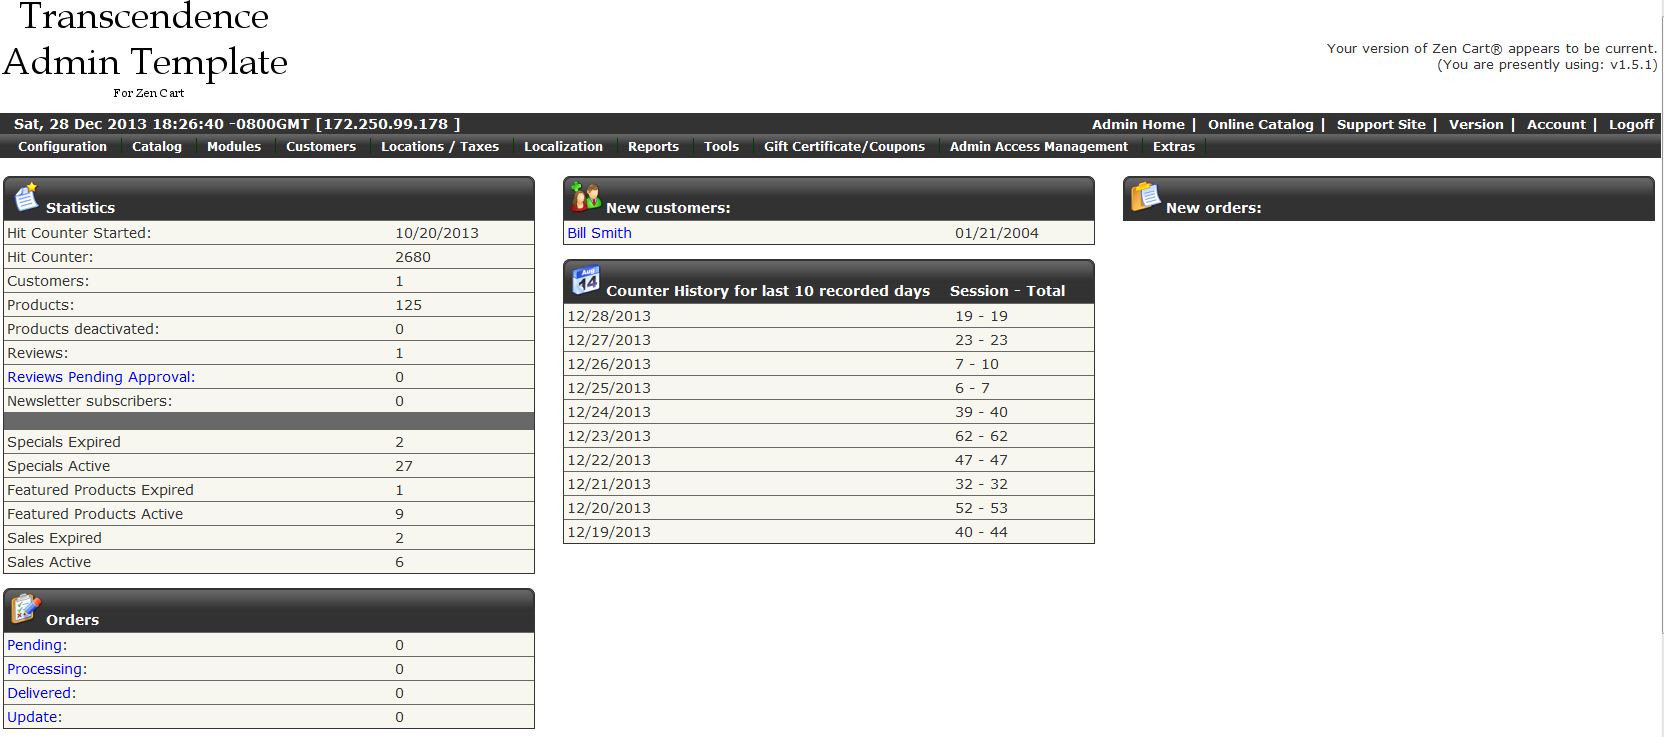 Transcendence
Admin Template
For Zen Cart
Your version of Zen Cart® appears to be current.
(You are presently using: v1.5.1)
Sat, 28 Dec 2013 18:26:40 -0800GMT [172.250.99.178 ]
Admin Home | Online Catalog | Support Site | Version | Account | Logoff
Configuration Catalog Modules Customers Locations / Taxes Localization Reports Tools Gift Certificate/Coupons Admin Access Management Extras
Statistics
Hit Counter Started: 10/20/2013
Hit Counter: 2680
Customers: 1
Products: 125
Products deactivated: 0
Reviews: 1
Reviews Pending Approval: 0
Newsletter subscribers: 0
Specials Expired 2
Specials Active 27
Featured Products Expired 1
Featured Products Active 9
Sales Expired 2
Sales Active 6
Orders
Pending: 0
Processing: 0
Delivered: 0
Update: 0
New customers:
Bill Smith 01/21/2004
Aug
14
Counter History for last 10 recorded days Session - Total
12/28/2013 19 - 19
12/27/2013 23 - 23
12/26/2013 7 - 10
12/25/2013 6 - 7
12/24/2013 39 - 40
12/23/2013 62 - 62
12/22/2013 47 - 47
12/21/2013 32 - 32
12/20/2013 52 - 53
12/19/2013 40 - 44
New orders: